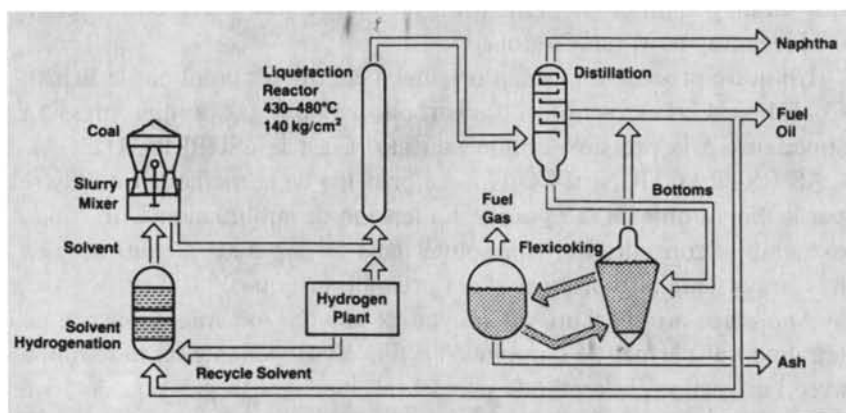 Liquefaction
Reactor
430–480°C
140 kg/cm²
Coal
Slurry
Mixer
Solvent
Solvent
Hydrogenation
Recycle Solvent
Hydrogen
Plant
Distillation
Naphtha
Fuel
Oil
Bottoms
Fuel
Gas
Flexicoking
Ash